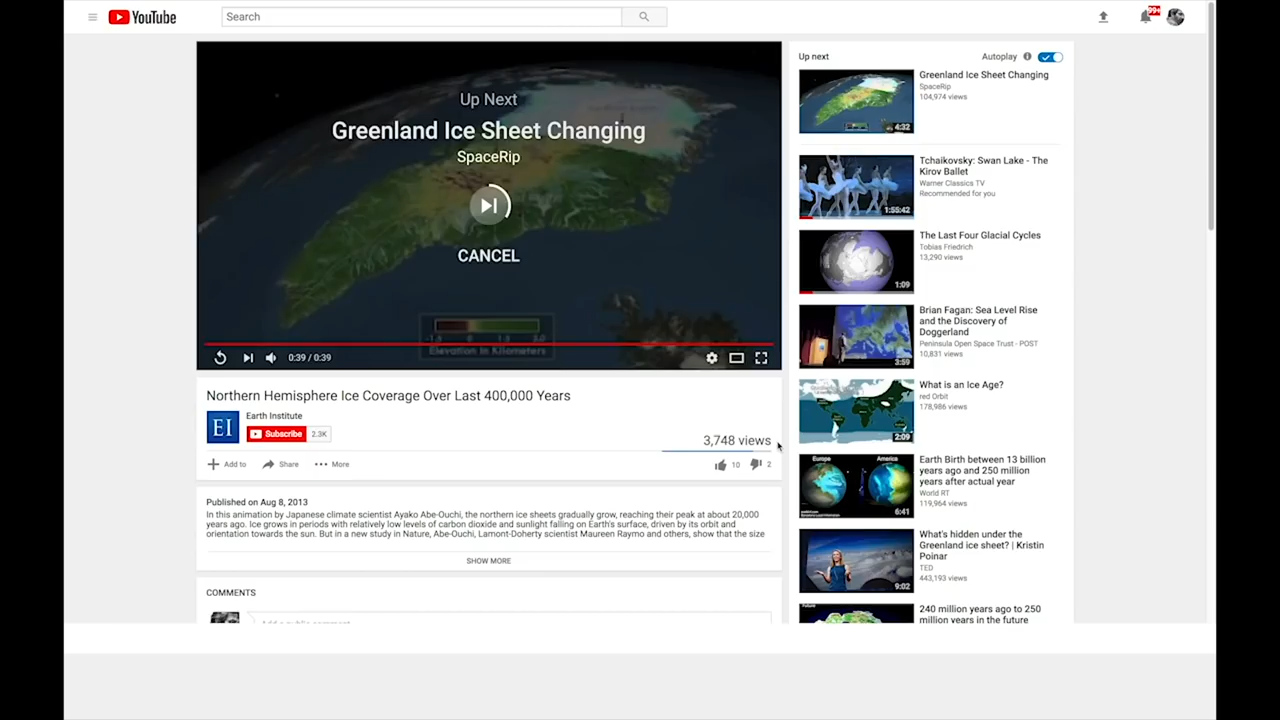 YouTube
Search
99+
Up Next
Greenland Ice Sheet Changing
SpaceRip
CANCEL
Elevation in Kilometers
0:39 / 0:39
Northern Hemisphere Ice Coverage Over Last 400,000 Years
EI
Earth Institute
Subscribe 2.3K
3,748 views
Add to Share More
10 2
Published on Aug 8, 2013
In this animation by Japanese climate scientist Ayako Abe-Ouchi, the northern ice sheets gradually grow, reaching their peak at about 20,000
years ago. Ice grows in periods with relatively low levels of carbon dioxide and sunlight falling on Earth's surface, driven by its orbit and
orientation towards the sun. But in a new study in Nature, Abe-Ouchi, Lamont-Doherty scientist Maureen Raymo and others, show that the size
SHOW MORE
COMMENTS
Add a public comment...
Up next
Autoplay
Greenland Ice Sheet Changing
SpaceRip
104,974 views
4:32
Tchaikovsky: Swan Lake - The
Kirov Ballet
Warner Classics TV
Recommended for you
1:55:42
The Last Four Glacial Cycles
Tobias Friedrich
13,290 views
1:09
Brian Fagan: Sea Level Rise
and the Discovery of
Doggerland
Peninsula Open Space Trust - POST
10,831 views
3:59
What is an Ice Age?
red Orbit
178,986 views
2:09
Europe America
Earth Birth between 13 billion
years ago and 250 million
years after actual year
World RT
119,964 views
6:41
What's hidden under the
Greenland ice sheet? | Kristin
Poinar
TED
443,193 views
9:02
Future
240 million years ago to 250
million years in the future